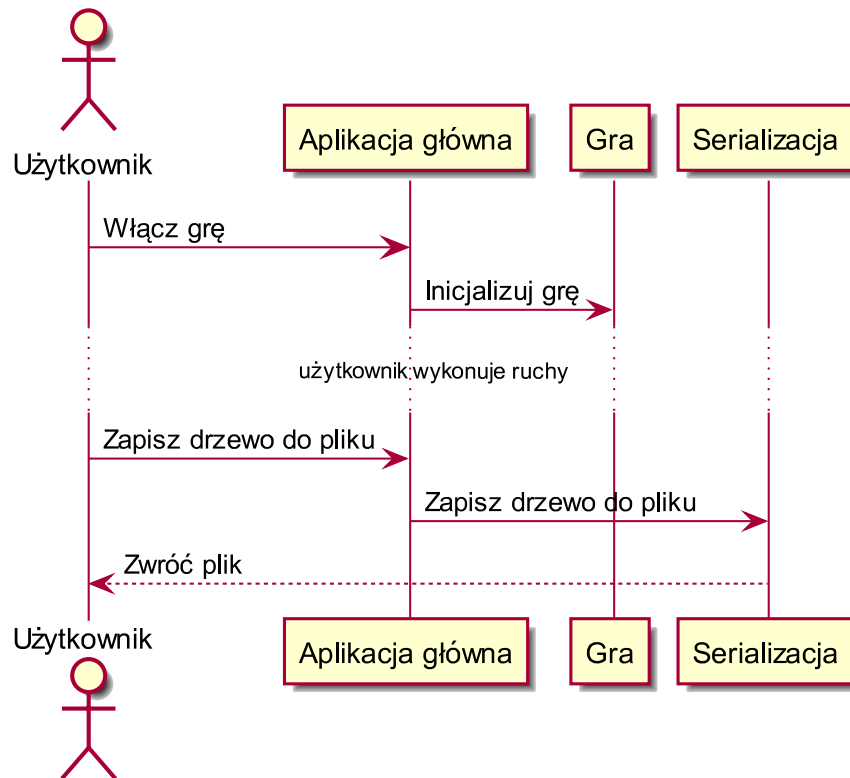 Użytkownik
Aplikacja główna
Gra
Serializacja
Włącz grę
Inicjalizuj grę
użytkownik wykonuje ruchy
Zapisz drzewo do pliku
Zapisz drzewo do pliku
Zwróć plik
Użytkownik
Aplikacja główna
Gra
Serializacja